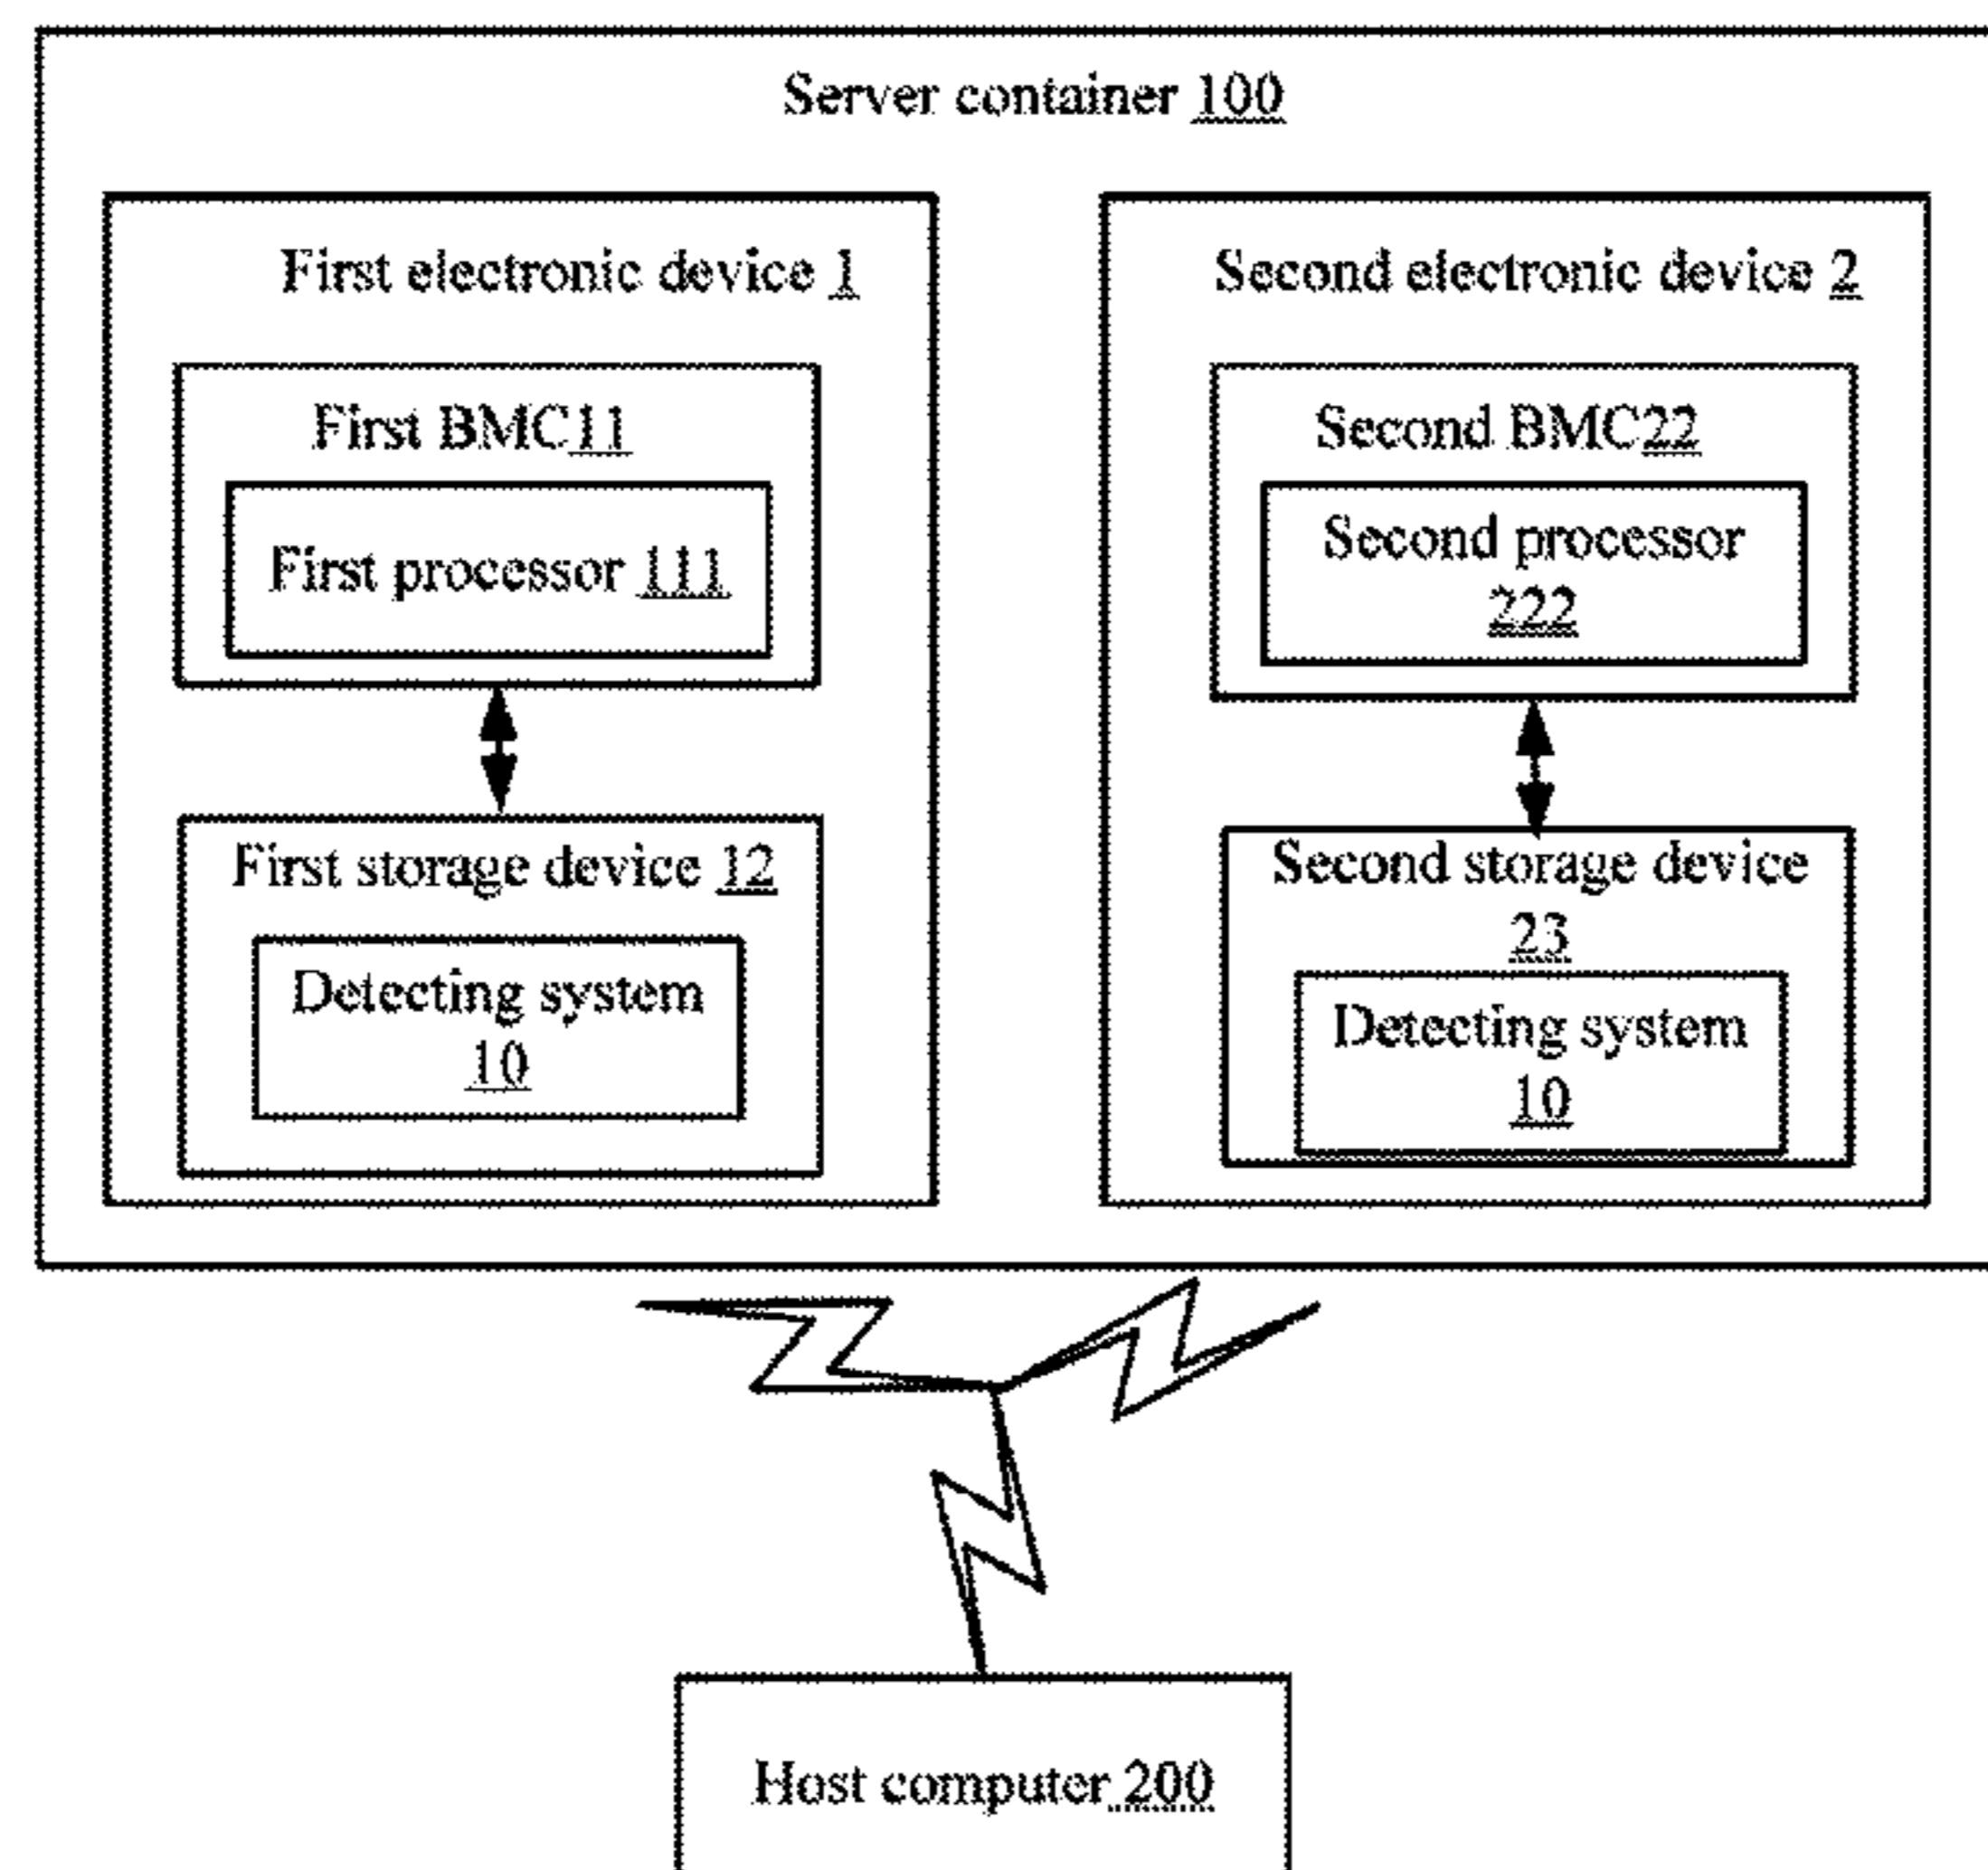 Server container 100
First electronic device 1
First BMC11
First processor 111
First storage device 12
Detecting system
10
Second electronic device 2
Second BMC22
Second processor
222
Second storage device
23
Detecting system
10
Host computer 200